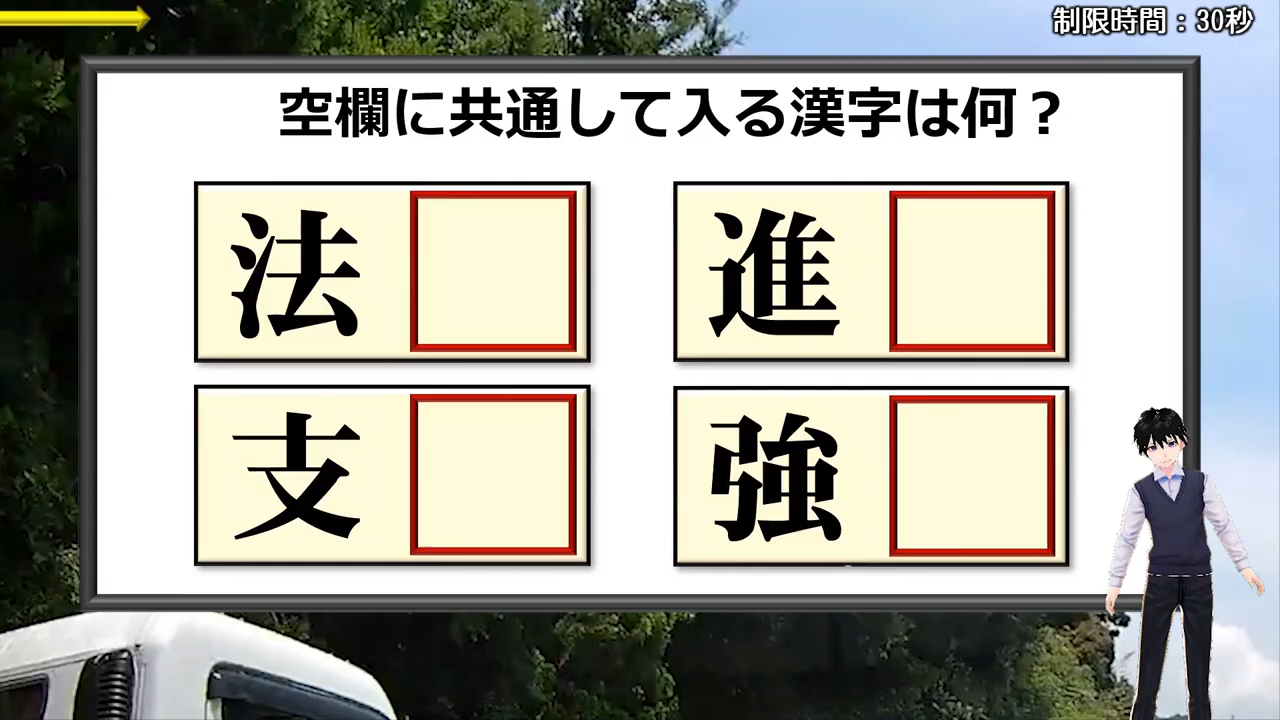 制限時間：30秒
空欄に共通して入る漢字は何？
法
進
支
強